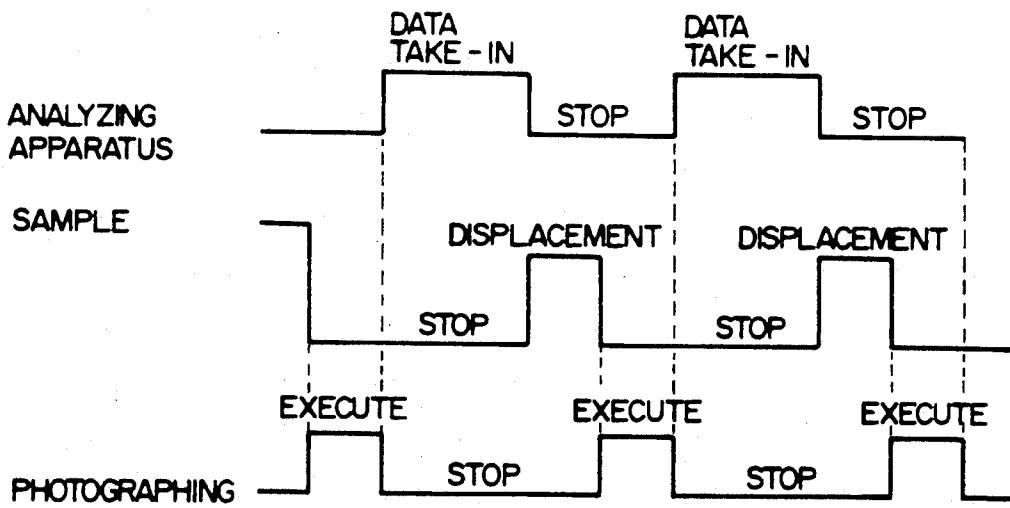 DATA
TAKE-IN
DATA
TAKE-IN
ANALYZING
APPARATUS
STOP
STOP
SAMPLE
DISPLACEMENT
DISPLACEMENT
STOP
STOP
EXECUTE
EXECUTE
EXECUTE
PHOTOGRAPHING
STOP
STOP